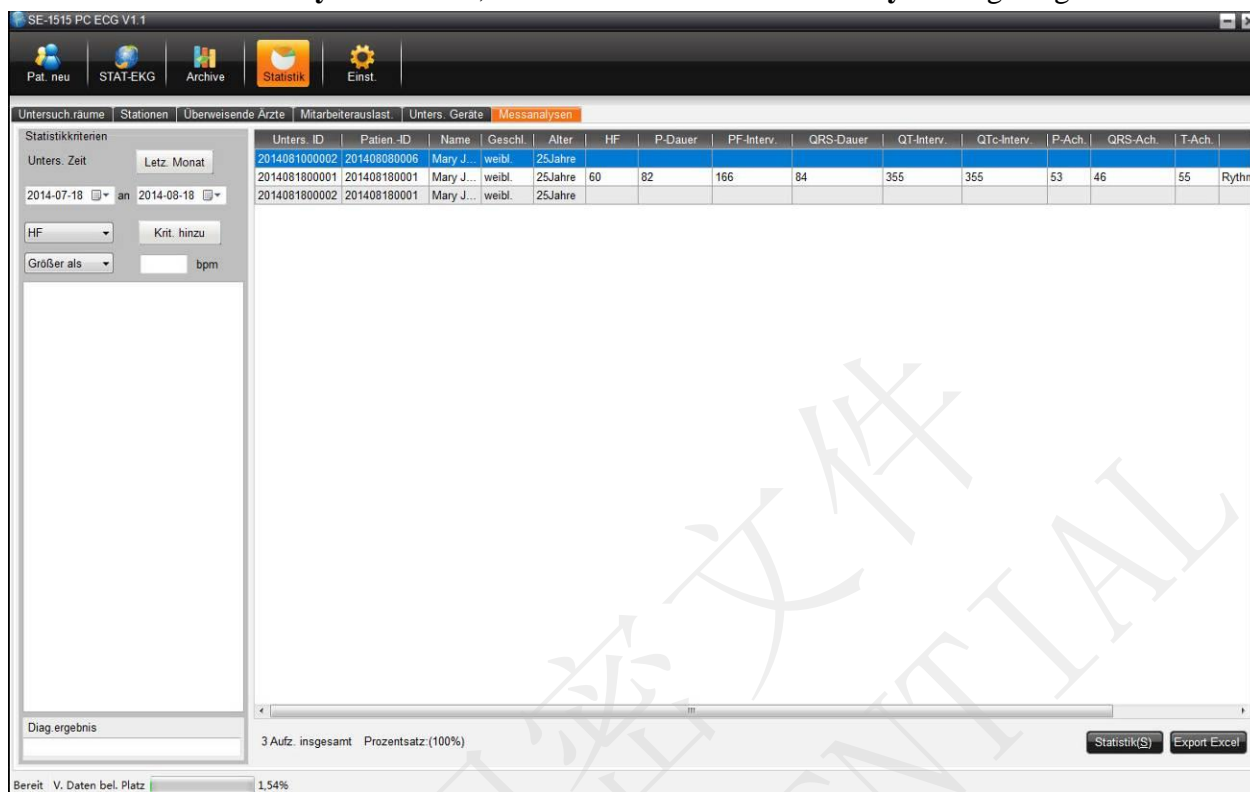 SE-1515 PC ECG V1.1
Pat. neu STAT-EKG Archive Statistik Einst.
Untersuch.räume Stationen Überweisende Ärzte Mitarbeiterauslast. Unters. Geräte Messanalysen
Statistikkriterien
Unters. Zeit Letz. Monat
2014-07-18 an 2014-08-18
HF Krit. hinzu
Größer als bpm
Unters. ID Patien.-ID Name Geschl. Alter HF P-Dauer PF-Interv. QRS-Dauer QT-Interv. QTc-Interv. P-Ach. QRS-Ach. T-Ach.
2014081000002 201408080006 Mary J... weibl. 25Jahre
2014081800001 201408180001 Mary J... weibl. 25Jahre 60 82 166 84 355 355 53 46 55
2014081800002 201408180001 Mary J... weibl. 25Jahre
Diag.ergebnis
3 Aufz. insgesamt Prozentsatz:(100%)
Statistik(S) Export Excel
Bereit V. Daten bel. Platz 1,54%
密文件
NTIAL